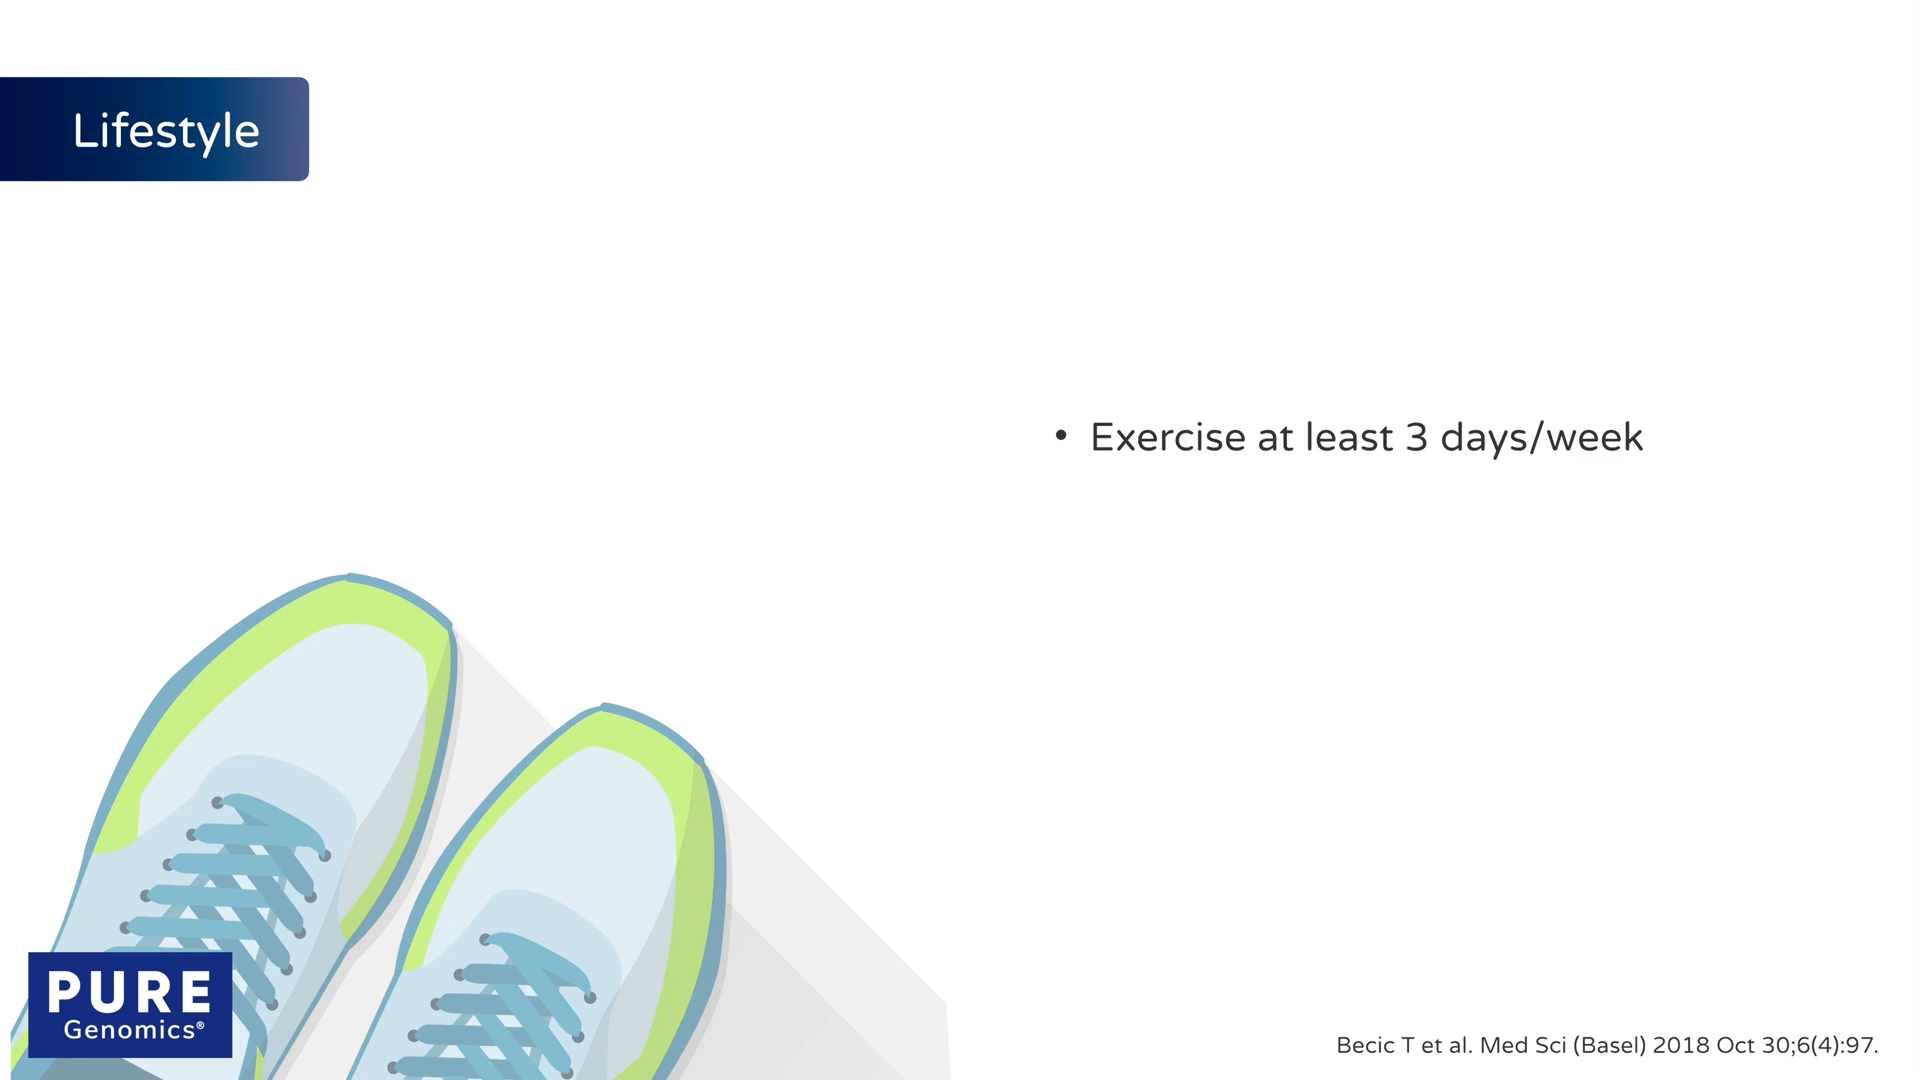 Lifestyle
• Exercise at least 3 days/week
PURE
Genomics®
Becic T et al. Med Sci (Basel) 2018 Oct 30;6(4):97.